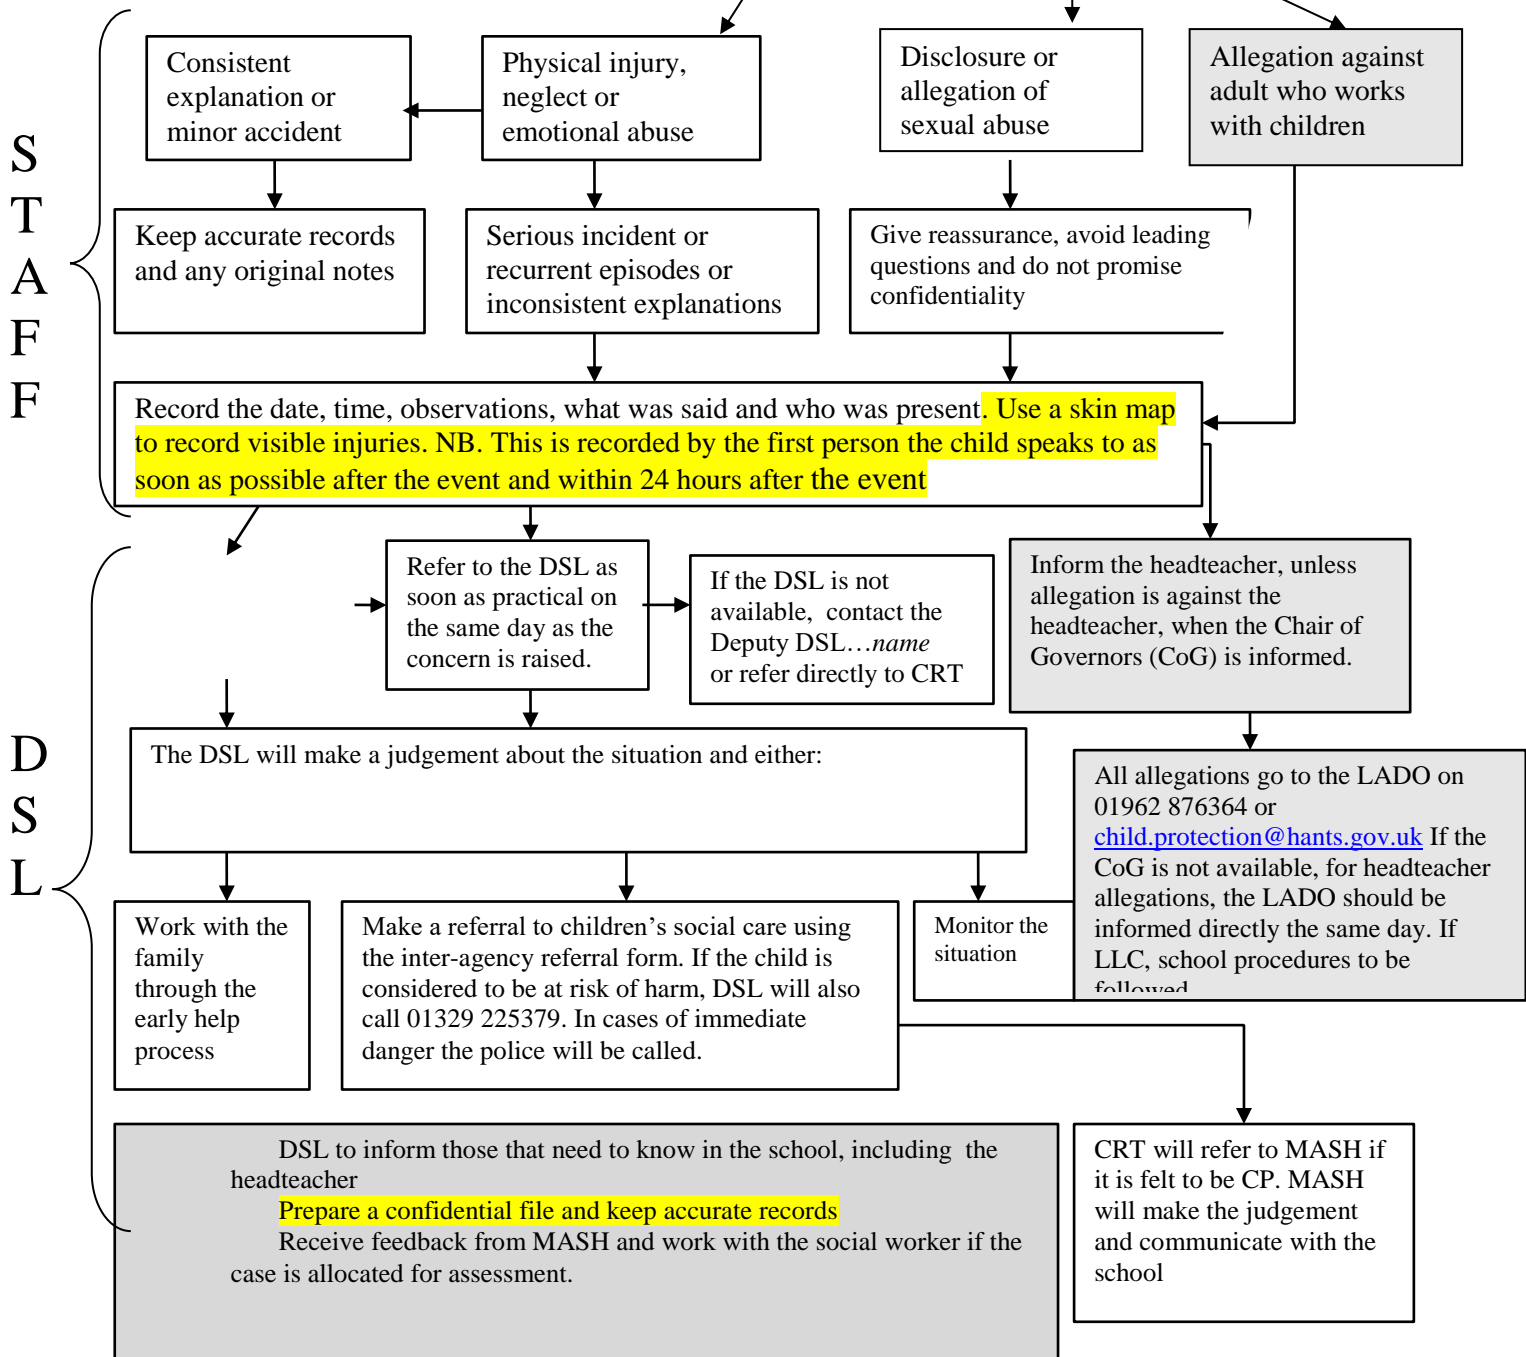 Consistent
explanation or
minor accident
Physical injury,
neglect or
emotional abuse
Disclosure or
allegation of
sexual abuse
Allegation against
adult who works
with children
S
T
A
F
F
Keep accurate records
and any original notes
Serious incident or
recurrent episodes or
inconsistent explanations
Give reassurance, avoid leading
questions and do not promise
confidentiality
Record the date, time, observations, what was said and who was present. Use a skin map
to record visible injuries. NB. This is recorded by the first person the child speaks to as
soon as possible after the event and within 24 hours after the event
Refer to the DSL as
soon as practical on
the same day as the
concern is raised.
If the DSL is not
available, contact the
Deputy DSL…name
or refer directly to CRT
Inform the headteacher, unless
allegation is against the
headteacher, when the Chair of
Governors (CoG) is informed.
D
S
L
The DSL will make a judgement about the situation and either:
All allegations go to the LADO on
01962 876364 or
child.protection@hants.gov.uk If the
CoG is not available, for headteacher
allegations, the LADO should be
informed directly the same day. If
LLC, school procedures to be
followed
Work with the
family
through the
early help
process
Make a referral to children’s social care using
the inter-agency referral form. If the child is
considered to be at risk of harm, DSL will also
call 01329 225379. In cases of immediate
danger the police will be called.
Monitor the
situation
DSL to inform those that need to know in the school, including the
headteacher
Prepare a confidential file and keep accurate records
Receive feedback from MASH and work with the social worker if the
case is allocated for assessment.
CRT will refer to MASH if
it is felt to be CP. MASH
will make the judgement
and communicate with the
school